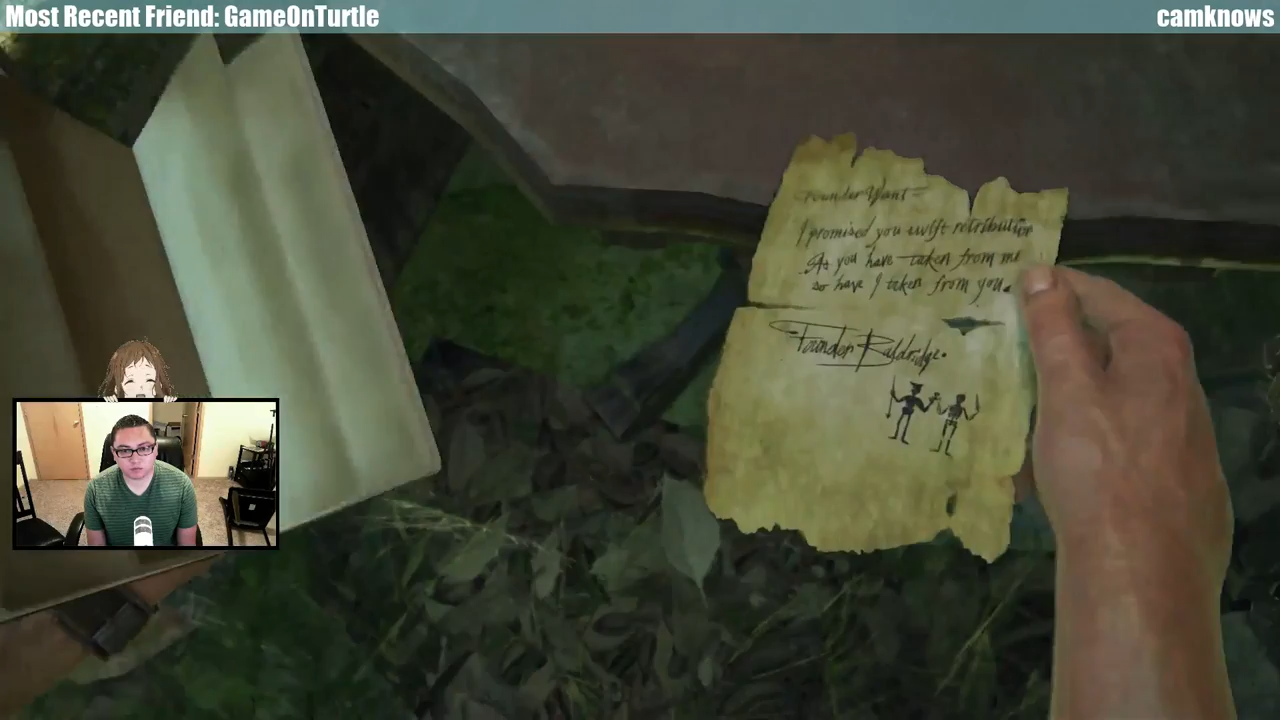 Most Recent Friend: GameOnTurtle
camknows
Founder Want-
I promised you swift retribution
As you have taken from me
so have I taken from you.
Founder Baldridge.